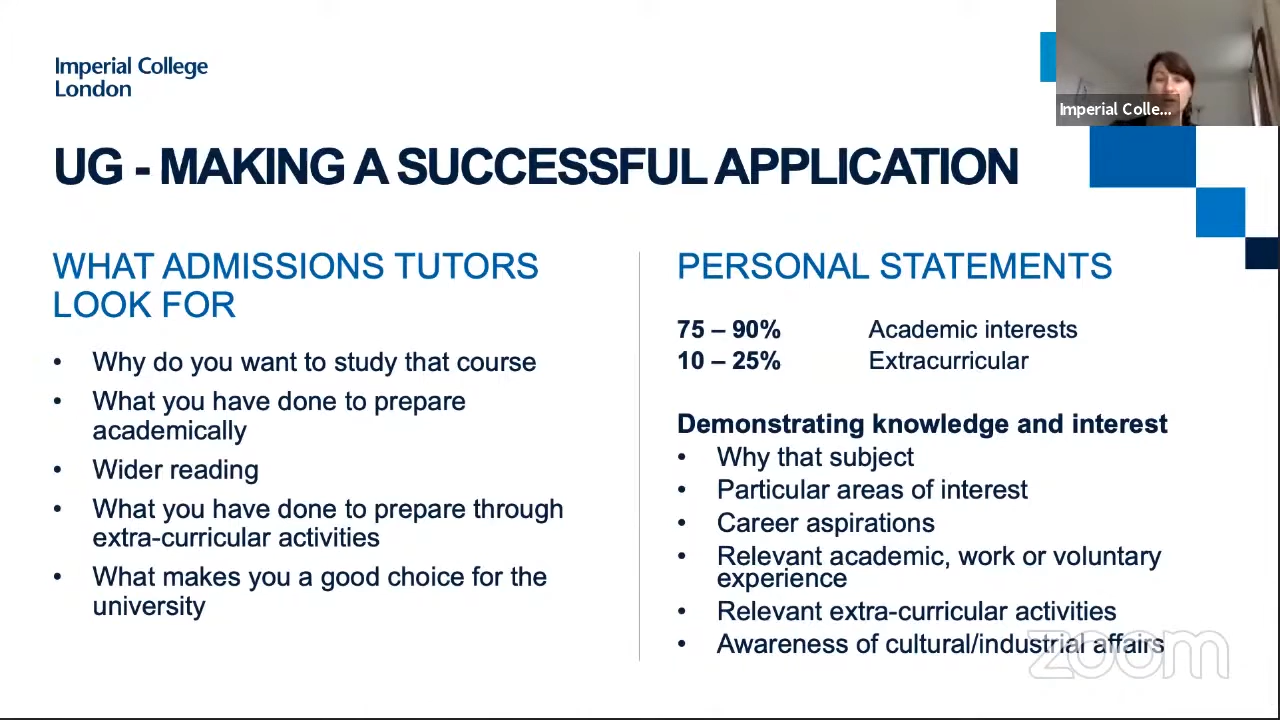 Imperial College
London
Imperial Colle...
UG - MAKING A SUCCESSFUL APPLICATION
WHAT ADMISSIONS TUTORS
LOOK FOR
• Why do you want to study that course
• What you have done to prepare
academically
• Wider reading
• What you have done to prepare through
extra-curricular activities
• What makes you a good choice for the
university
PERSONAL STATEMENTS
75 – 90% Academic interests
10 – 25% Extracurricular
Demonstrating knowledge and interest
• Why that subject
• Particular areas of interest
• Career aspirations
• Relevant academic, work or voluntary
experience
• Relevant extra-curricular activities
• Awareness of cultural/industrial affairs
zoom